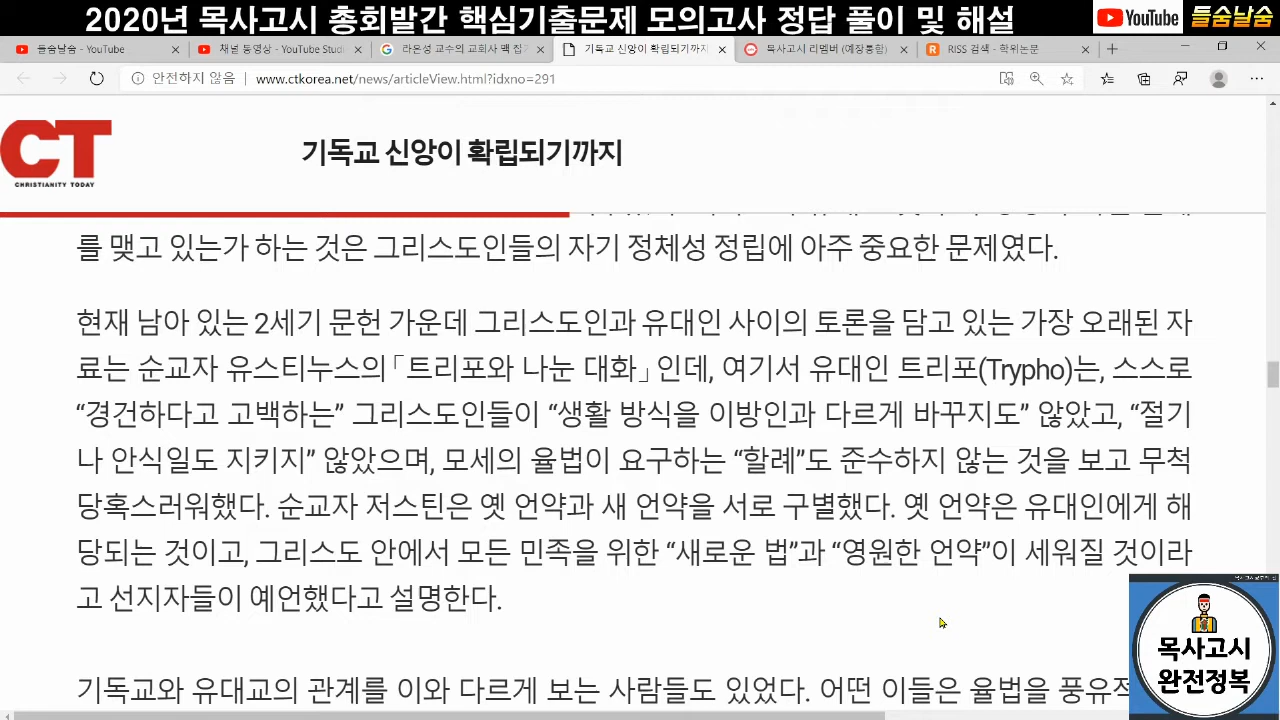 2020년 목사고시 총회발간 핵심기출문제 모의고사 정답 풀이 및 해설
YouTube 들숨날숨
들숨날숨 - YouTube
채널 동영상 - YouTube Studi
라은성 교수의 교회사 백 집
기독교 신앙이 확립되기까지
목사고시 리멤버 (예장통합)
RISS 검색 - 학위논문
안전하지 않음 | www.ctkorea.net/news/articleView.html?idxno=291
CT
CHRISTIANITY TODAY
기독교 신앙이 확립되기까지
를 맺고 있는가 하는 것은 그리스도인들의 자기 정체성 정립에 아주 중요한 문제였다.
현재 남아 있는 2세기 문헌 가운데 그리스도인과 유대인 사이의 토론을 담고 있는 가장 오래된 자
료는 순교자 유스티누스의「트리포와 나눈 대화」인데, 여기서 유대인 트리포(Trypho)는, 스스로
“경건하다고 고백하는” 그리스도인들이 “생활 방식을 이방인과 다르게 바꾸지도” 않았고, “절기
나 안식일도 지키지” 않았으며, 모세의 율법이 요구하는 “할례”도 준수하지 않는 것을 보고 무척
당혹스러워했다. 순교자 저스틴은 옛 언약과 새 언약을 서로 구별했다. 옛 언약은 유대인에게 해
당되는 것이고, 그리스도 안에서 모든 민족을 위한 “새로운 법”과 “영원한 언약”이 세워질 것이라
고 선지자들이 예언했다고 설명한다.
기독교와 유대교의 관계를 이와 다르게 보는 사람들도 있었다. 어떤 이들은 율법을 풍유적
목사고시
완전정복